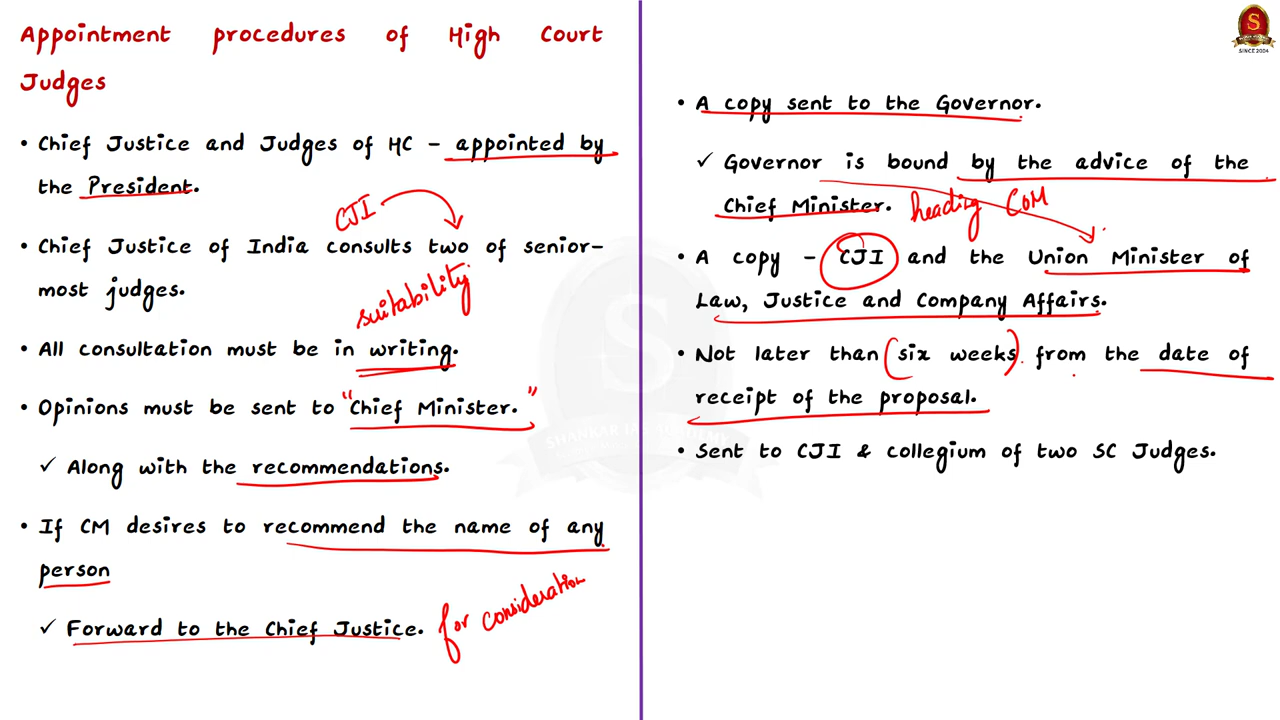 Appointment procedures of High Court
Judges
• Chief Justice and Judges of HC – appointed by
the President.
CJI
• Chief Justice of India consults two of senior-
most judges.
suitability
• All consultation must be in writing.
• Opinions must be sent to "Chief Minister."
✓ Along with the recommendations.
• If CM desires to recommend the name of any
person
✓ Forward to the Chief Justice. for consideration
• A copy sent to the Governor.
✓ Governor is bound by the advice of the
Chief Minister. heading CoM
• A copy – CJI and the Union Minister of
Law, Justice and Company Affairs.
• Not later than (six weeks) from the date of
receipt of the proposal.
• Sent to CJI & collegium of two SC Judges.
S
SINCE 2004
SHANKAR IAS ACADEMY